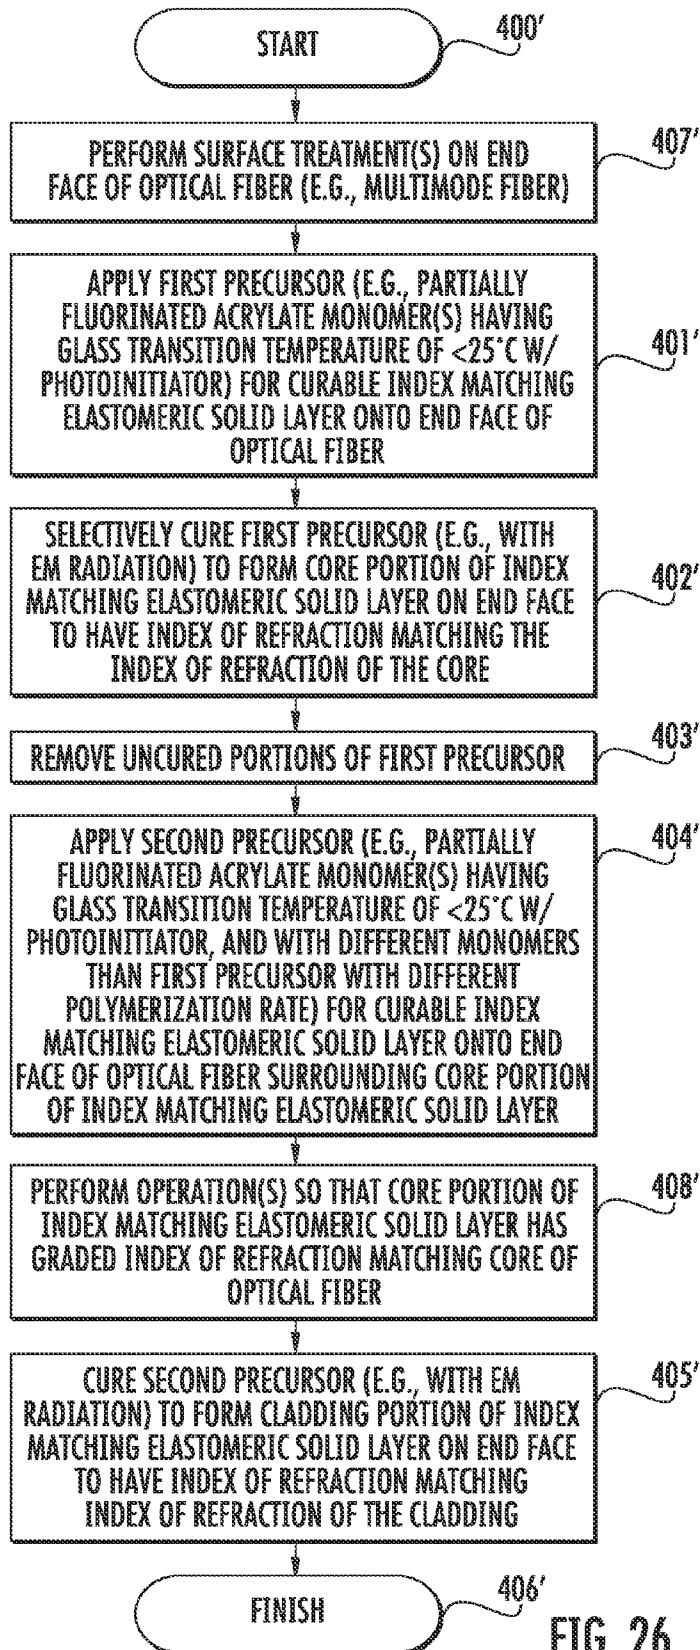 START
400'
PERFORM SURFACE TREATMENT(S) ON END
FACE OF OPTICAL FIBER (E.G., MULTIMODE FIBER)
407'
APPLY FIRST PRECURSOR (E.G., PARTIALLY
FLUORINATED ACRYLATE MONOMER(S) HAVING
GLASS TRANSITION TEMPERATURE OF <25°C W/
PHOTOINITIATOR) FOR CURABLE INDEX MATCHING
ELASTOMERIC SOLID LAYER ONTO END FACE OF
OPTICAL FIBER
401'
SELECTIVELY CURE FIRST PRECURSOR (E.G., WITH
EM RADIATION) TO FORM CORE PORTION OF INDEX
MATCHING ELASTOMERIC SOLID LAYER ON END FACE
TO HAVE INDEX OF REFRACTION MATCHING THE
INDEX OF REFRACTION OF THE CORE
402'
REMOVE UNCURED PORTIONS OF FIRST PRECURSOR
403'
APPLY SECOND PRECURSOR (E.G., PARTIALLY
FLUORINATED ACRYLATE MONOMER(S) HAVING
GLASS TRANSITION TEMPERATURE OF <25°C W/
PHOTOINITIATOR, AND WITH DIFFERENT MONOMERS
THAN FIRST PRECURSOR WITH DIFFERENT
POLYMERIZATION RATE) FOR CURABLE INDEX
MATCHING ELASTOMERIC SOLID LAYER ONTO END
FACE OF OPTICAL FIBER SURROUNDING CORE PORTION
OF INDEX MATCHING ELASTOMERIC SOLID LAYER
404'
PERFORM OPERATION(S) SO THAT CORE PORTION OF
INDEX MATCHING ELASTOMERIC SOLID LAYER HAS
GRADED INDEX OF REFRACTION MATCHING CORE OF
OPTICAL FIBER
408'
CURE SECOND PRECURSOR (E.G., WITH EM
RADIATION) TO FORM CLADDING PORTION OF INDEX
MATCHING ELASTOMERIC SOLID LAYER ON END FACE
TO HAVE INDEX OF REFRACTION MATCHING
INDEX OF REFRACTION OF THE CLADDING
405'
FINISH
406'
FIG. 26